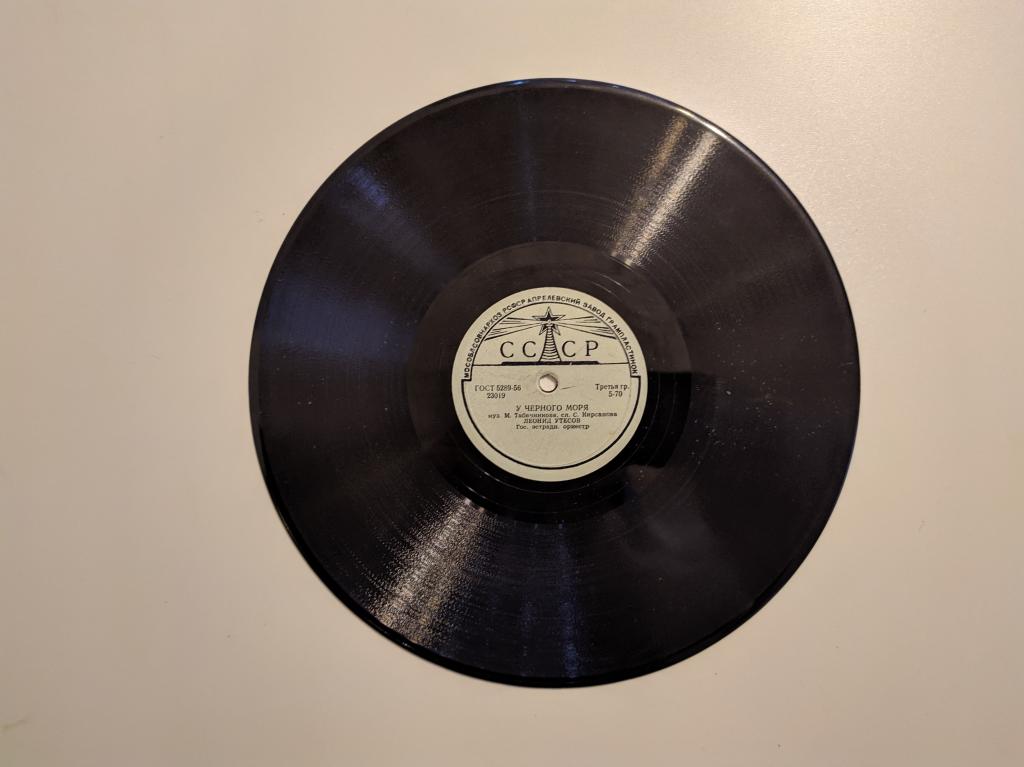 МОСОБЛСОВНАРХОЗ РСФСР АПРЕЛЕВСКИЙ ЗАВОД ГРАМПЛАСТИНОК
СССР
ГОСТ 5289-56 Третья гр.
23019 5-70
У ЧЕРНОГО МОРЯ
муз. М. Табачникова, сл. С. Кирсанова
ЛЕОНИД УТЕСОВ
Гос. эстрадн. оркестр